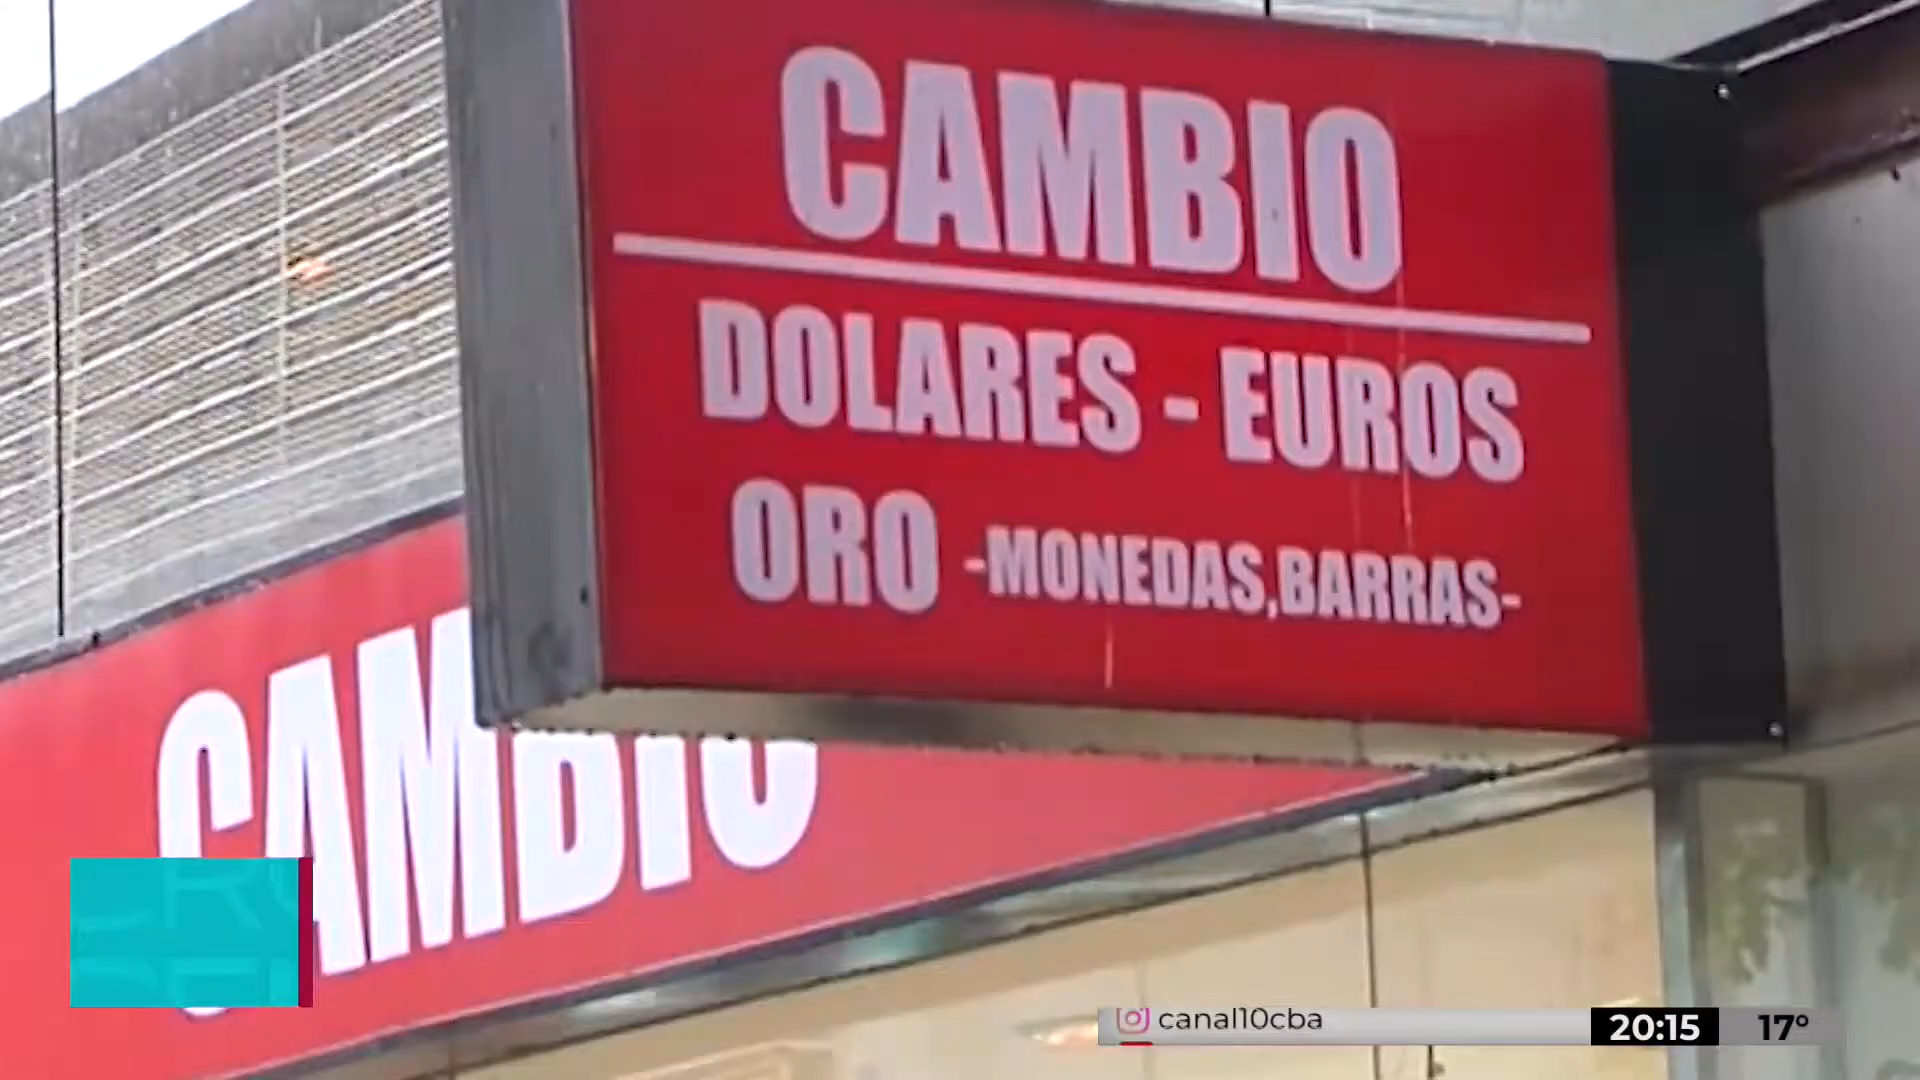 CAMBIO
DOLARES - EUROS
ORO -MONEDAS,BARRAS-
CAMBIO
canal10cba
20:15 17°